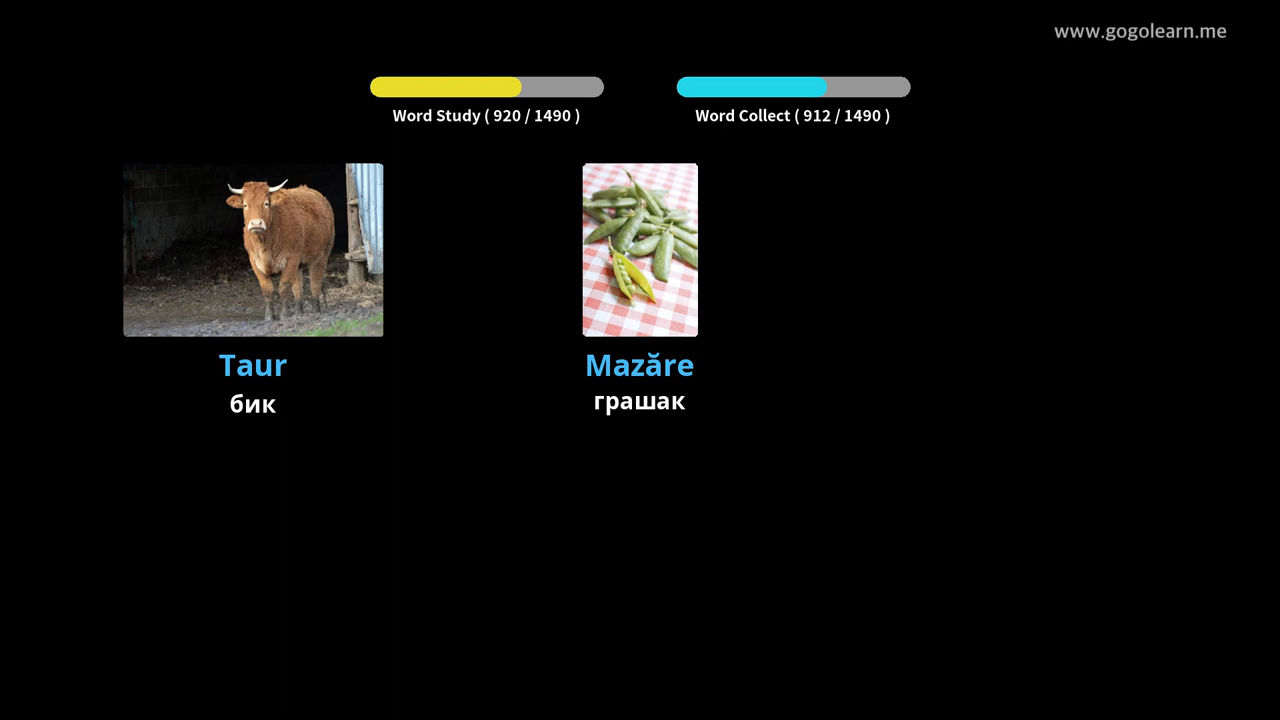 www.gogolearn.me
Word Study ( 920 / 1490 )
Word Collect ( 912 / 1490 )
Taur
бик
Mazăre
грашак